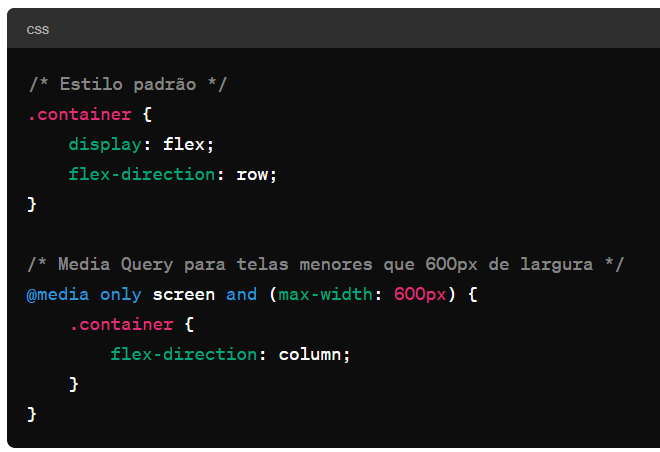 css
/* Estilo padrão */
.container {
    display: flex;
    flex-direction: row;
}
/* Media Query para telas menores que 600px de largura */
@media only screen and (max-width: 600px) {
    .container {
        flex-direction: column;
    }
}